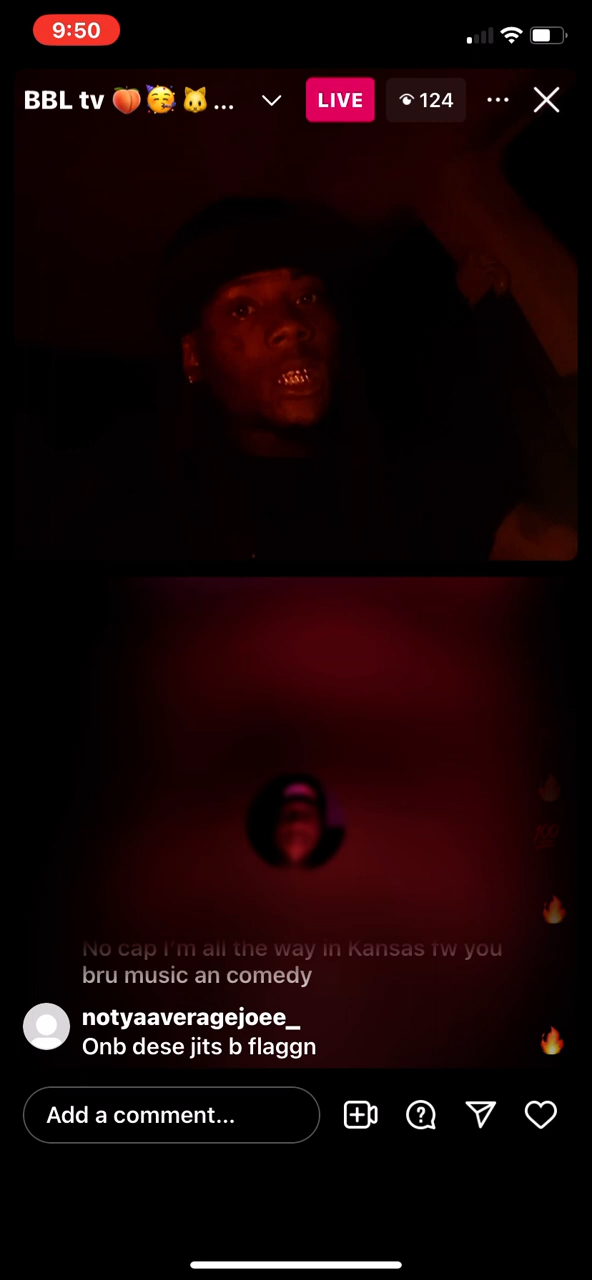 9:50
BBL tv 🍑🥳🐱... LIVE 124
No cap I'm all the way in Kansas fw you
bru music an comedy
notyaaveragejoee_
Onb dese jits b flaggn
Add a comment...